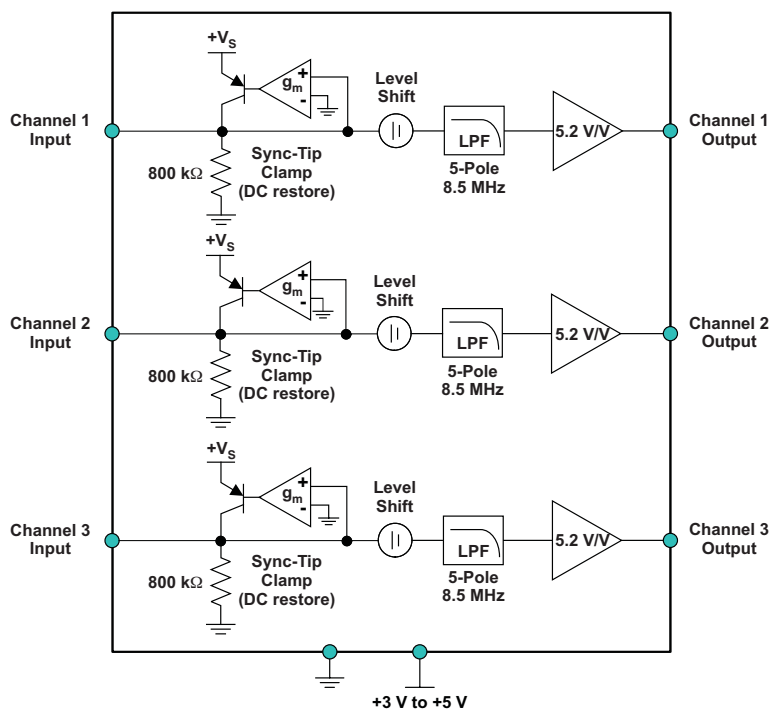 +VS
gm
+
-
Level
Shift
Channel 1
Input
LPF
5.2 V/V
Channel 1
Output
800 kΩ
Sync-Tip
Clamp
(DC restore)
5-Pole
8.5 MHz
+VS
gm
+
-
Level
Shift
Channel 2
Input
LPF
5.2 V/V
Channel 2
Output
800 kΩ
Sync-Tip
Clamp
(DC restore)
5-Pole
8.5 MHz
+VS
gm
+
-
Level
Shift
Channel 3
Input
LPF
5.2 V/V
Channel 3
Output
800 kΩ
Sync-Tip
Clamp
(DC restore)
5-Pole
8.5 MHz
+3 V to +5 V